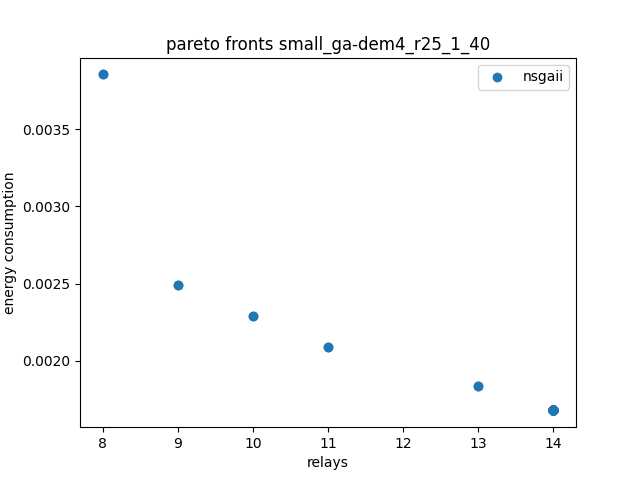 pareto fronts small_ga-dem4_r25_1_40
nsgaii
energy consumption
0.0035
0.0030
0.0025
0.0020
8 9 10 11 12 13 14
relays